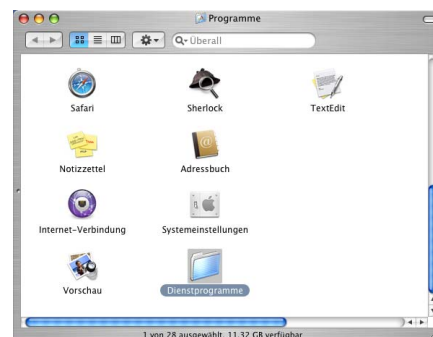 Programme
Überall
Safari
Sherlock
TextEdit
Notizzettel
Adressbuch
Internet-Verbindung
Systemeinstellungen
Vorschau
Dienstprogramme
1 von 28 ausgewählt, 11,32 GB verfügbar